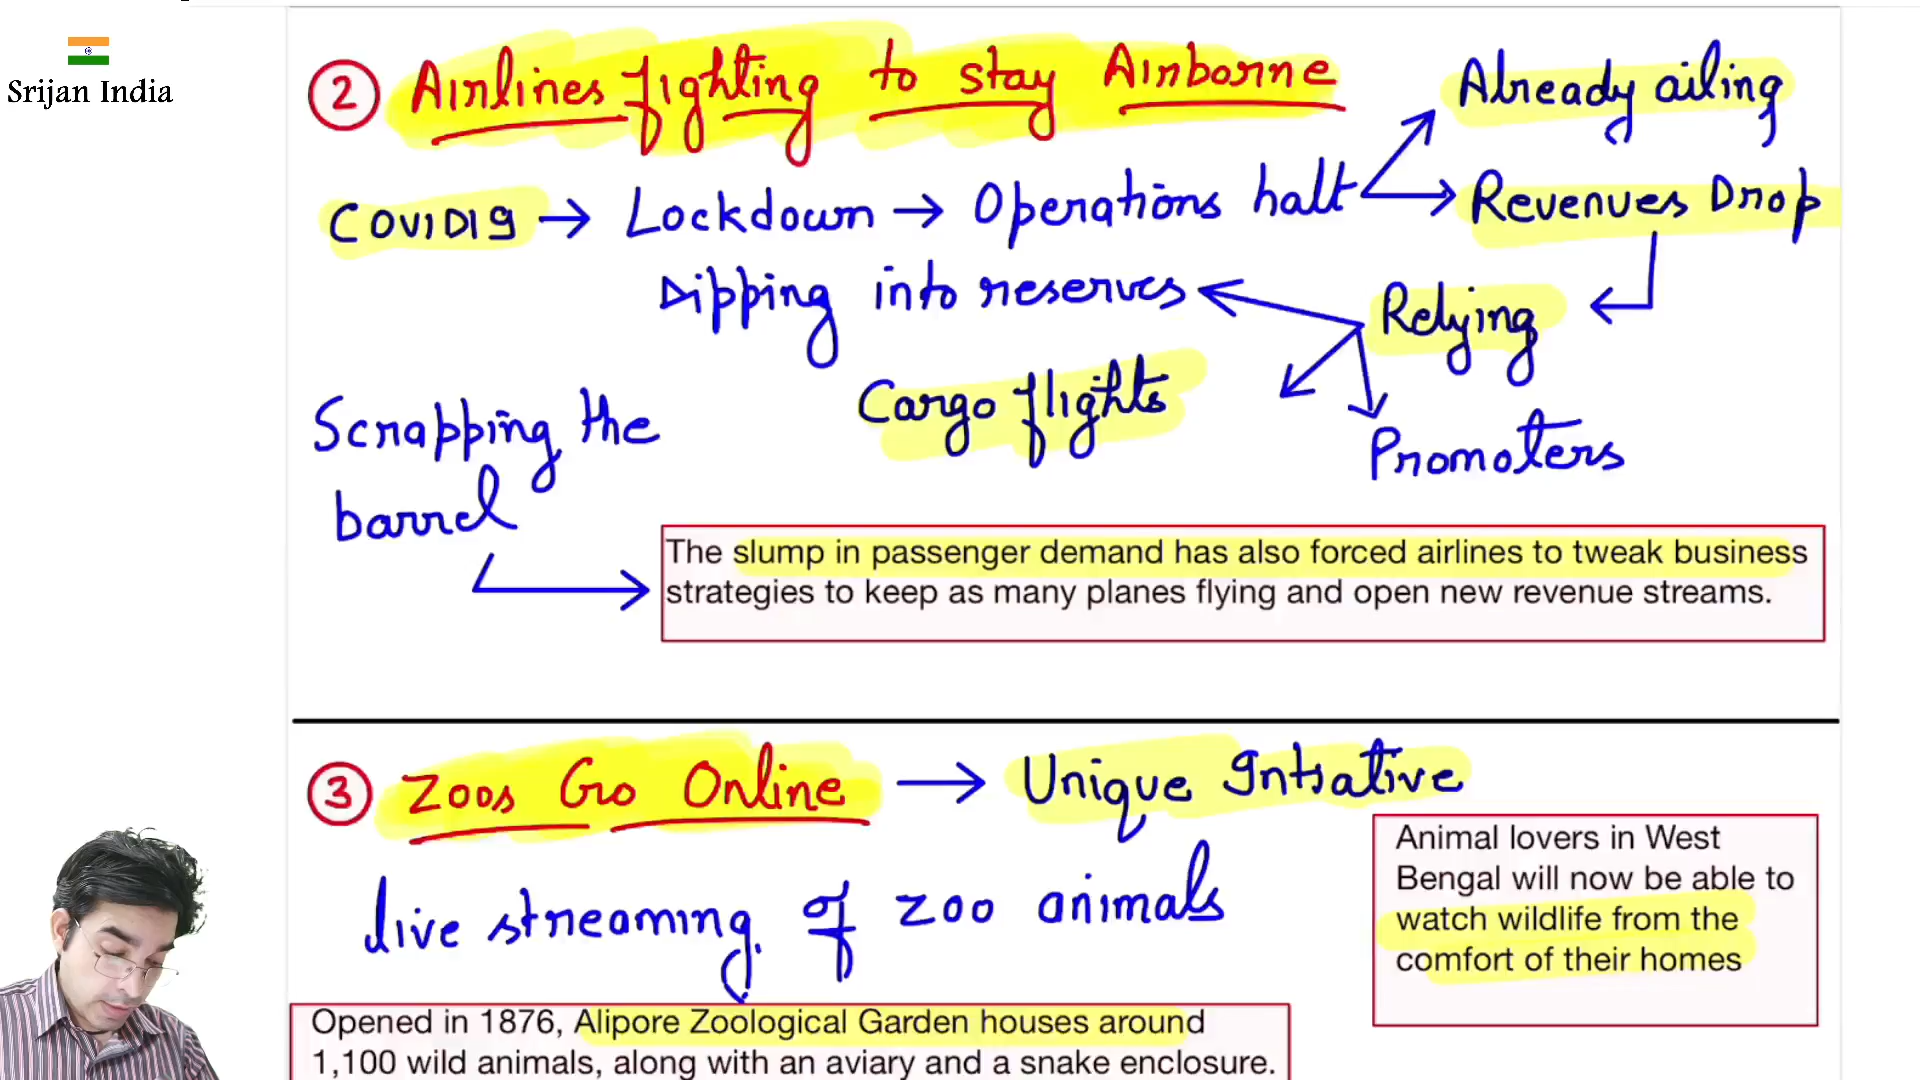 Srijan India
2 Airlines fighting to stay Airborne
Already ailing
COVID19 → Lockdown → Operations halt
Revenues Drop
Dipping into reserves
Relying
Cargo flights
Promoters
Scrapping the
barrel
The slump in passenger demand has also forced airlines to tweak business
strategies to keep as many planes flying and open new revenue streams.
3 Zoos Go Online → Unique Intiative
live streaming of zoo animals
Animal lovers in West
Bengal will now be able to
watch wildlife from the
comfort of their homes
Opened in 1876, Alipore Zoological Garden houses around
1,100 wild animals, along with an aviary and a snake enclosure.